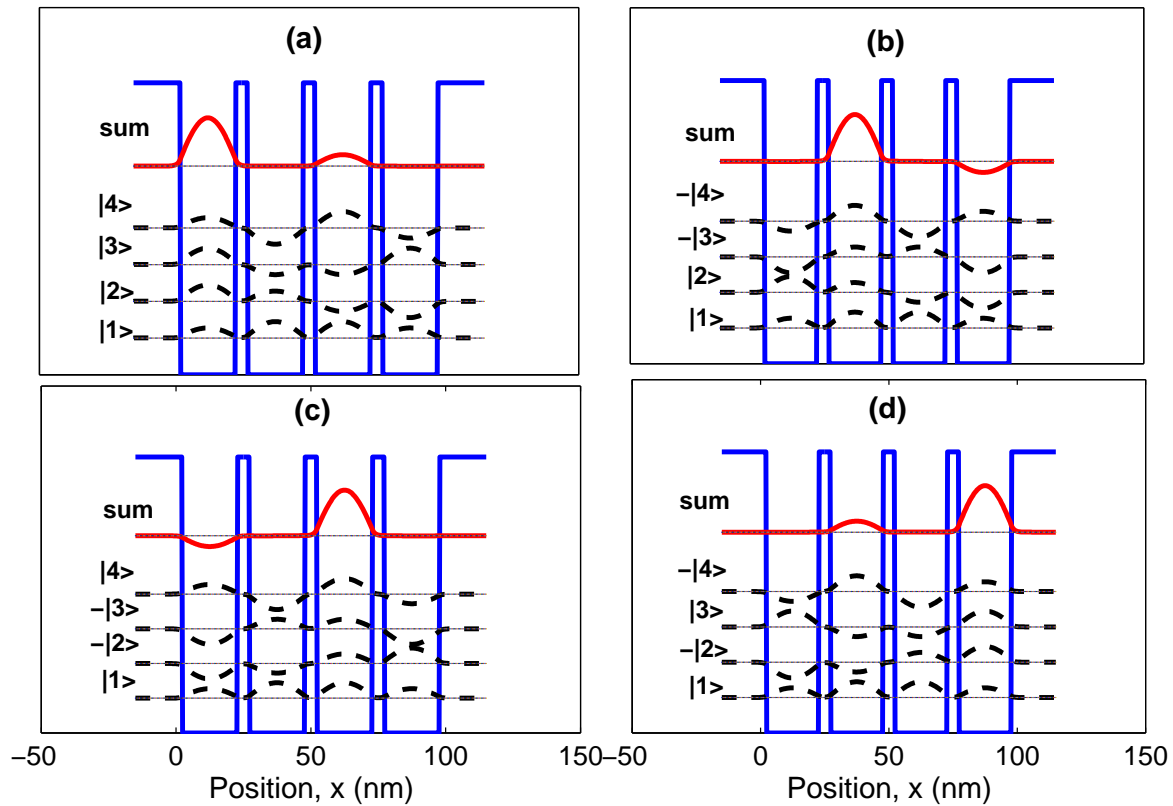 (a)
sum
|4>
|3>
|2>
|1>
(b)
sum
−|4>
−|3>
|2>
|1>
(c)
sum
|4>
−|3>
−|2>
|1>
−50 0 50 100 150
Position, x (nm)
(d)
sum
−|4>
|3>
−|2>
|1>
−50 0 50 100 150
Position, x (nm)